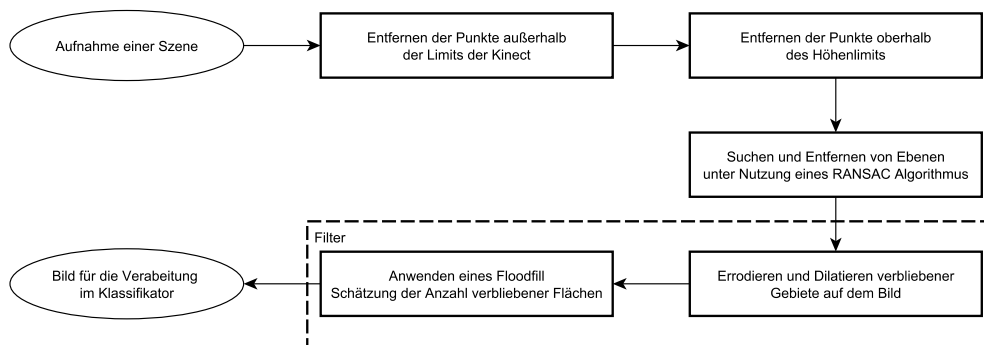 Aufnahme einer Szene
Entfernen der Punkte außerhalb
der Limits der Kinect
Entfernen der Punkte oberhalb
des Höhenlimits
Suchen und Entfernen von Ebenen
unter Nutzung eines RANSAC Algorithmus
Filter
Errodieren und Dilatieren verbliebener
Gebiete auf dem Bild
Anwenden eines Floodfill
Schätzung der Anzahl verbliebener Flächen
Bild für die Verabeitung
im Klassifikator